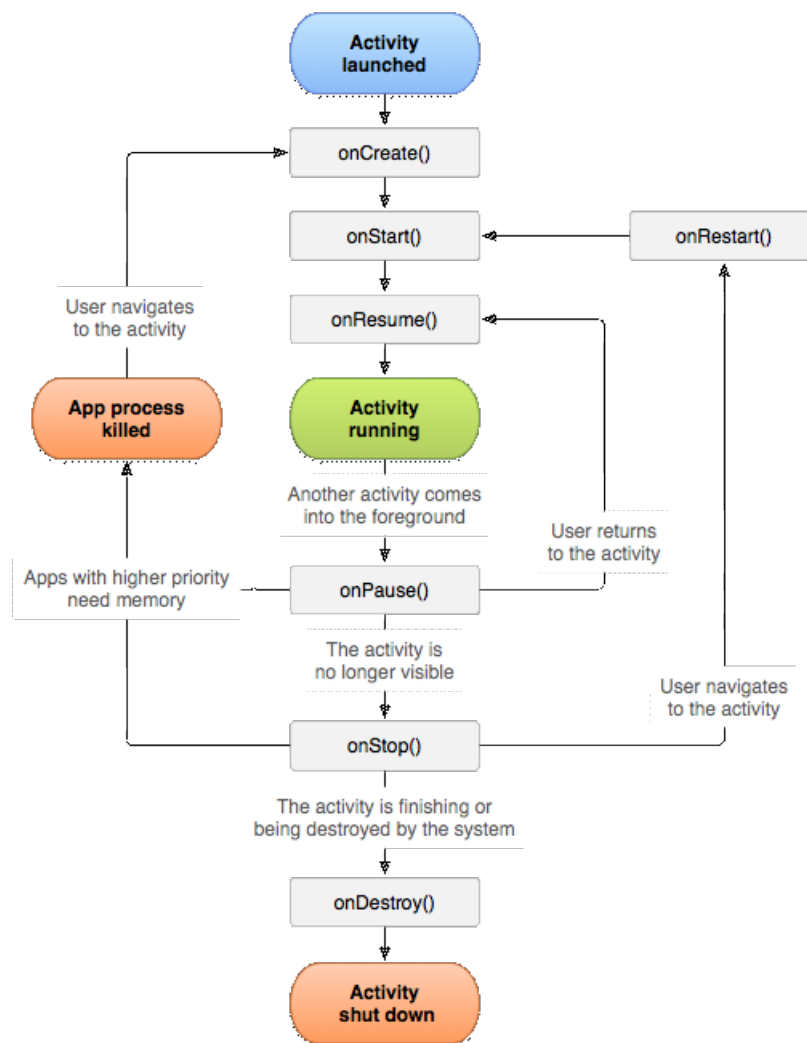 Activity
launched
onCreate()
onStart()
onRestart()
User navigates
to the activity
onResume()
App process
killed
Activity
running
Another activity comes
into the foreground
User returns
to the activity
Apps with higher priority
need memory
onPause()
The activity is
no longer visible
User navigates
to the activity
onStop()
The activity is finishing or
being destroyed by the system
onDestroy()
Activity
shut down